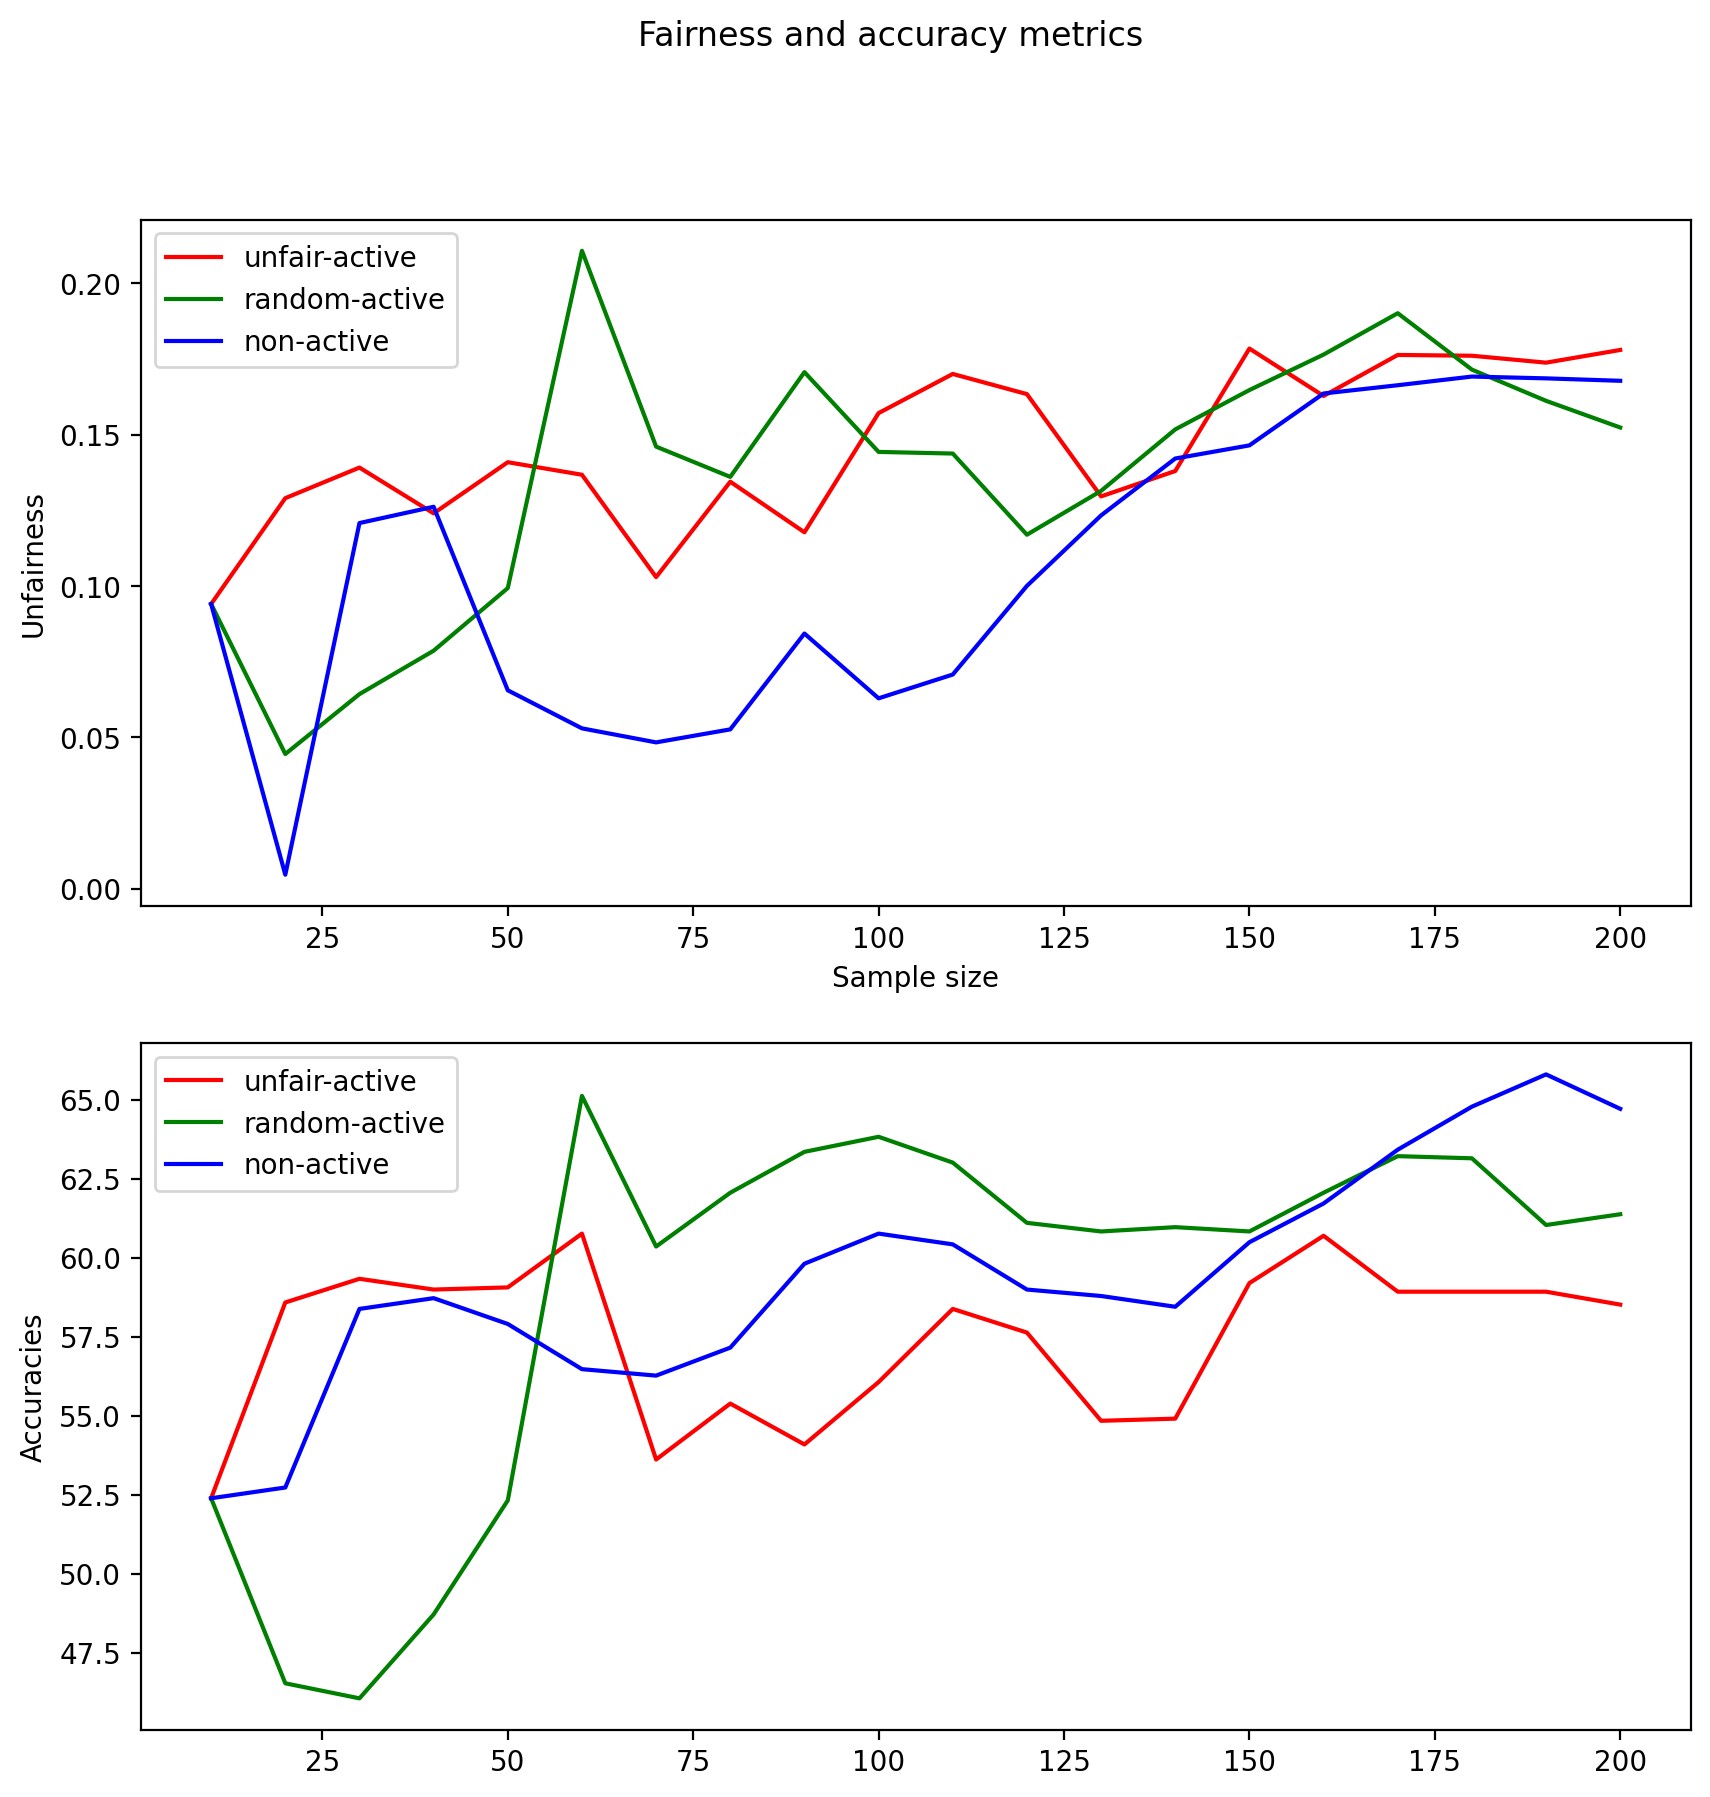 Fairness and accuracy metrics
unfair-active
random-active
non-active
0.20
0.15
0.10
0.05
0.00
Unfairness
25 50 75 100 125 150 175 200
Sample size
unfair-active
random-active
non-active
65.0
62.5
60.0
57.5
55.0
52.5
50.0
47.5
Accuracies
25 50 75 100 125 150 175 200